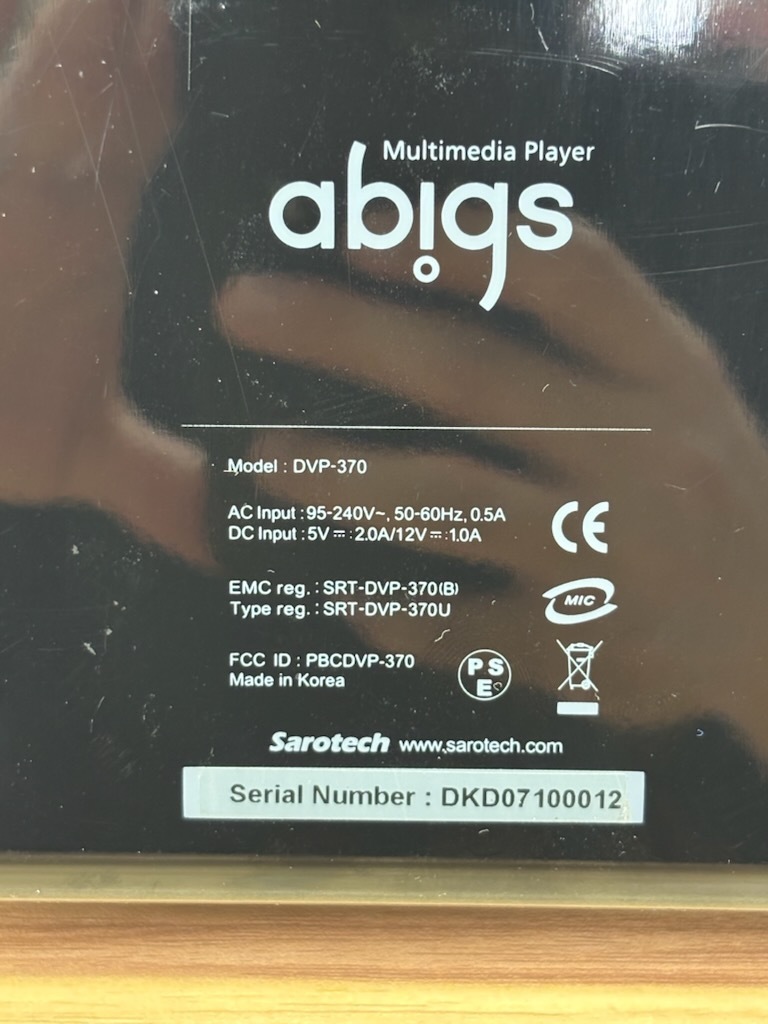 Multimedia Player
abigs
Model : DVP-370
AC Input : 95-240V~, 50-60Hz, 0.5A
DC Input : 5V ⎓ : 2.0A/12V ⎓ : 1.0A
CE
EMC reg. : SRT-DVP-370(B)
Type reg. : SRT-DVP-370U
MIC
FCC ID : PBCDVP-370
Made in Korea
PS
E
Sarotech www.sarotech.com
Serial Number : DKD07100012